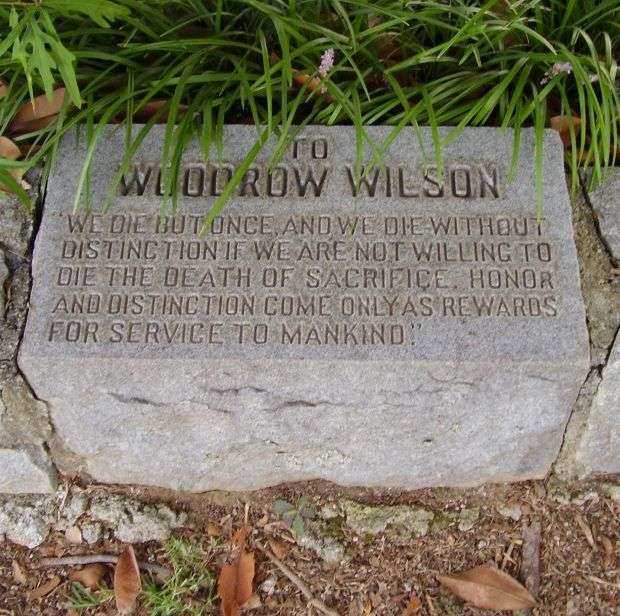 TO
WOODROW WILSON
"WE DIE BUT ONCE, AND WE DIE WITHOUT
DISTINCTION IF WE ARE NOT WILLING TO
DIE THE DEATH OF SACRIFICE. HONOR
AND DISTINCTION COME ONLY AS REWARDS
FOR SERVICE TO MANKIND."